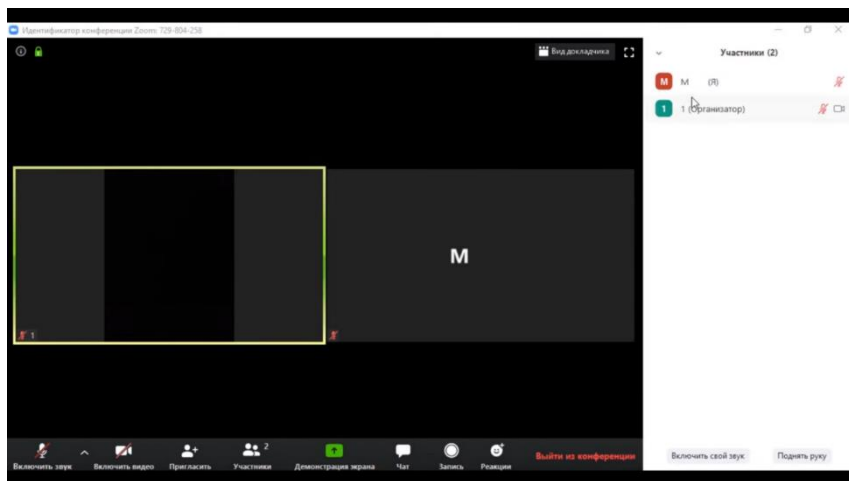 Идентификатор конференции Zoom: 729-804-258
Вид докладчика
Участники (2)
M M (Я)
1 1 (Организатор)
M
1
2
Включить звук Включить видео Пригласить Участники Демонстрация экрана Чат Запись Реакции Выйти из конференции
Включить свой звук Поднять руку